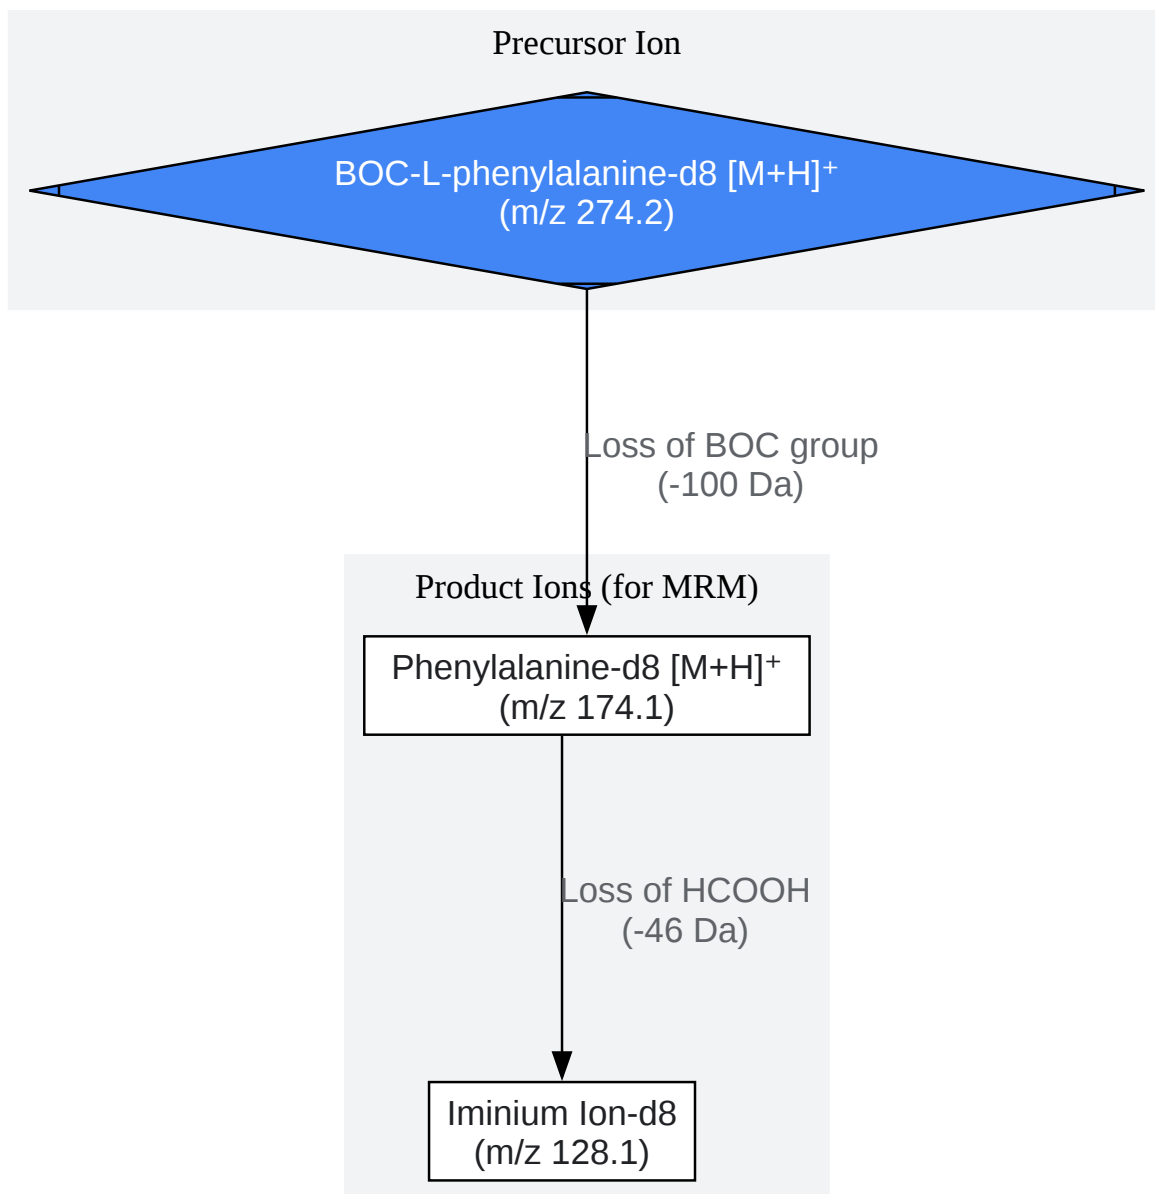 Precursor Ion
BOC-L-phenylalanine-d8 [M+H]⁺
(m/z 274.2)
Loss of BOC group
(-100 Da)
Product Ions (for MRM)
Phenylalanine-d8 [M+H]⁺
(m/z 174.1)
Loss of HCOOH
(-46 Da)
Iminium Ion-d8
(m/z 128.1)